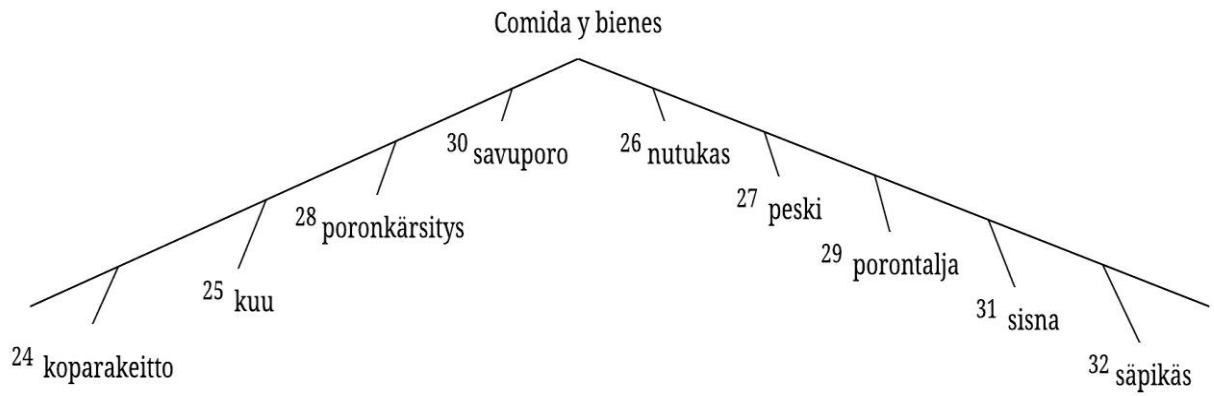 Comida y bienes
30 savuporo
26 nutukas
28 poronkärsitys
27 peski
29 porontalja
25 kuu
31 sisna
24 koparakeitto
32 säpikäs